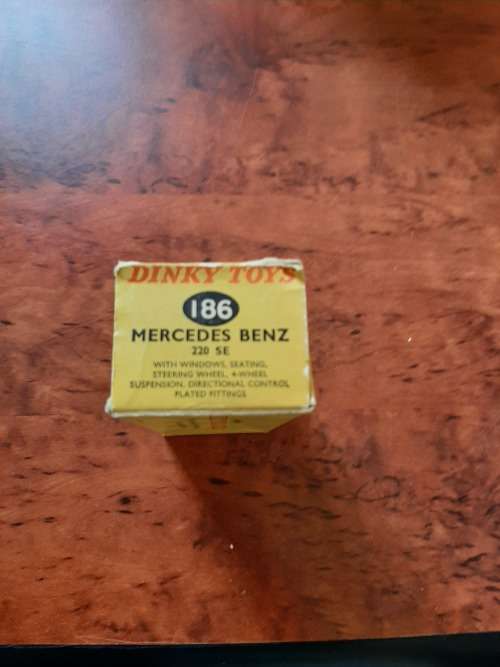 DINKY TOYS
186
MERCEDES BENZ
220 SE
WITH WINDOWS, SEATING,
STEERING WHEEL, 4-WHEEL
SUSPENSION, DIRECTIONAL CONTROL,
PLATED FITTINGS